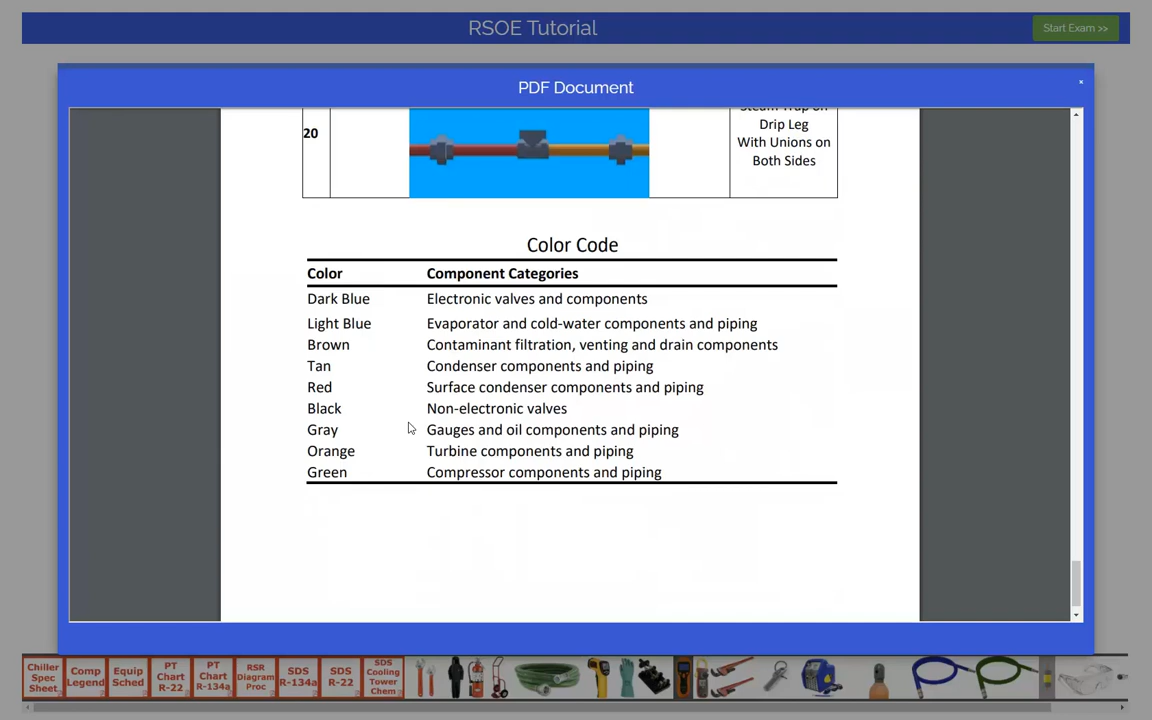 RSOE Tutorial
Start Exam >>
PDF Document
×
20
Steam Trap on
Drip Leg
With Unions on
Both Sides
Color Code
Color Component Categories
Dark Blue Electronic valves and components
Light Blue Evaporator and cold-water components and piping
Brown Contaminant filtration, venting and drain components
Tan Condenser components and piping
Red Surface condenser components and piping
Black Non-electronic valves
Gray Gauges and oil components and piping
Orange Turbine components and piping
Green Compressor components and piping
Chiller
Spec
Sheet
Comp
Legend
Equip
Sched
PT
Chart
R-22
PT
Chart
R-134a
RSR
Diagram
Proc
SDS
R-134a
SDS
R-22
SDS
Cooling
Tower
Chem